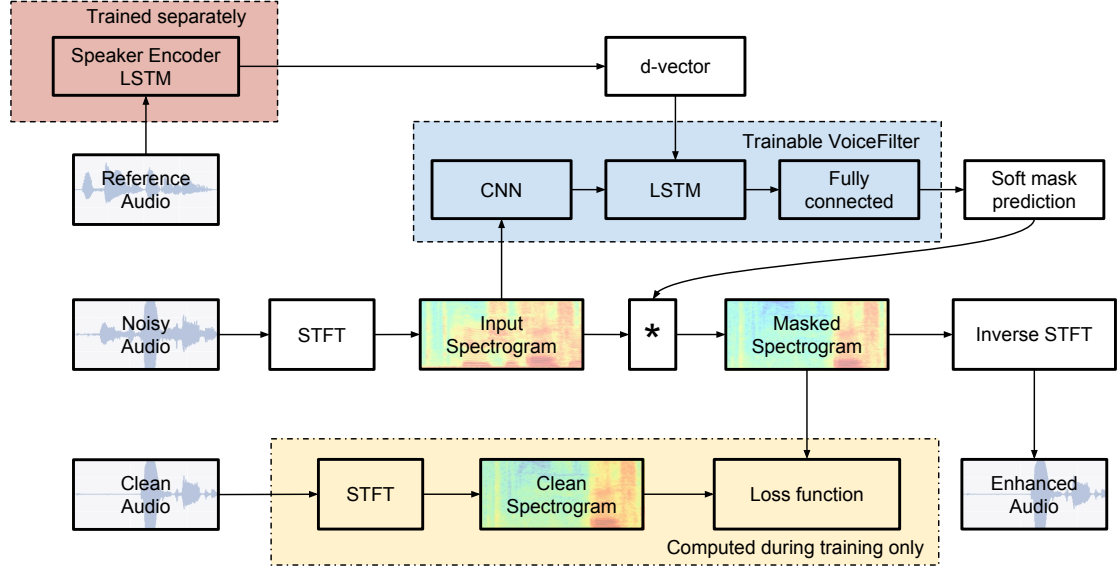 Trained separately
Speaker Encoder
LSTM
d-vector
Trainable VoiceFilter
Reference
Audio
CNN
LSTM
Fully
connected
Soft mask
prediction
Noisy
Audio
STFT
Input
Spectrogram
*
Masked
Spectrogram
Inverse STFT
Clean
Audio
STFT
Clean
Spectrogram
Loss function
Enhanced
Audio
Computed during training only